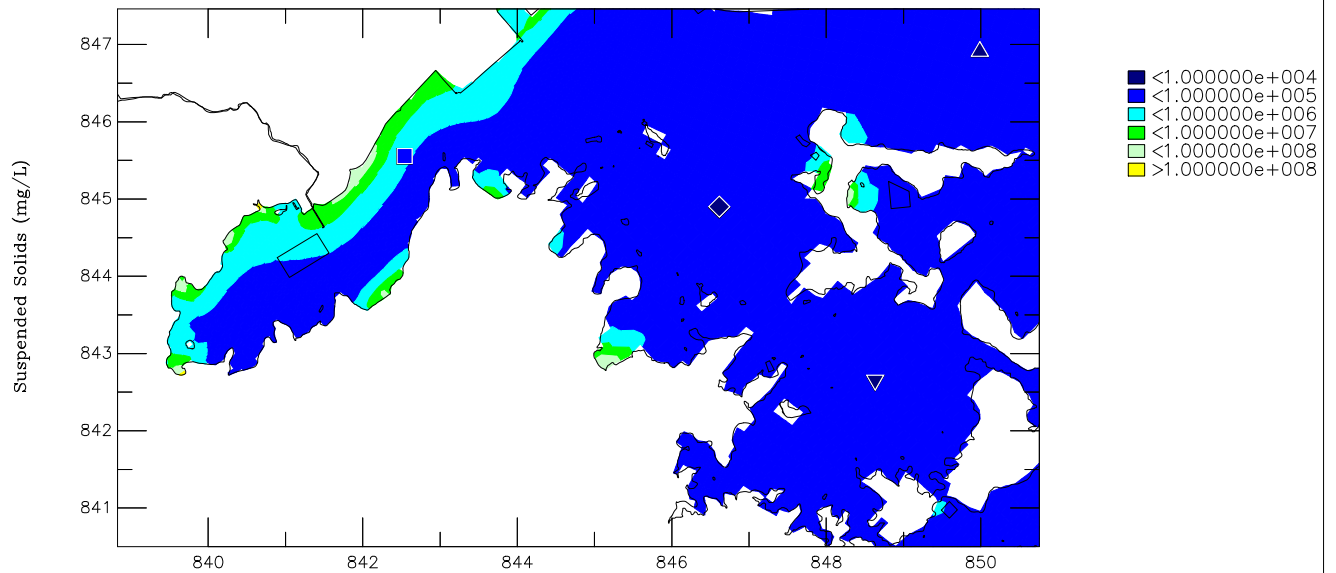 Suspended Solids (mg/L)
847
846
845
844
843
842
841
840
842
844
846
848
850
<1.000000e+004
<1.000000e+005
<1.000000e+006
<1.000000e+007
<1.000000e+008
>1.000000e+008